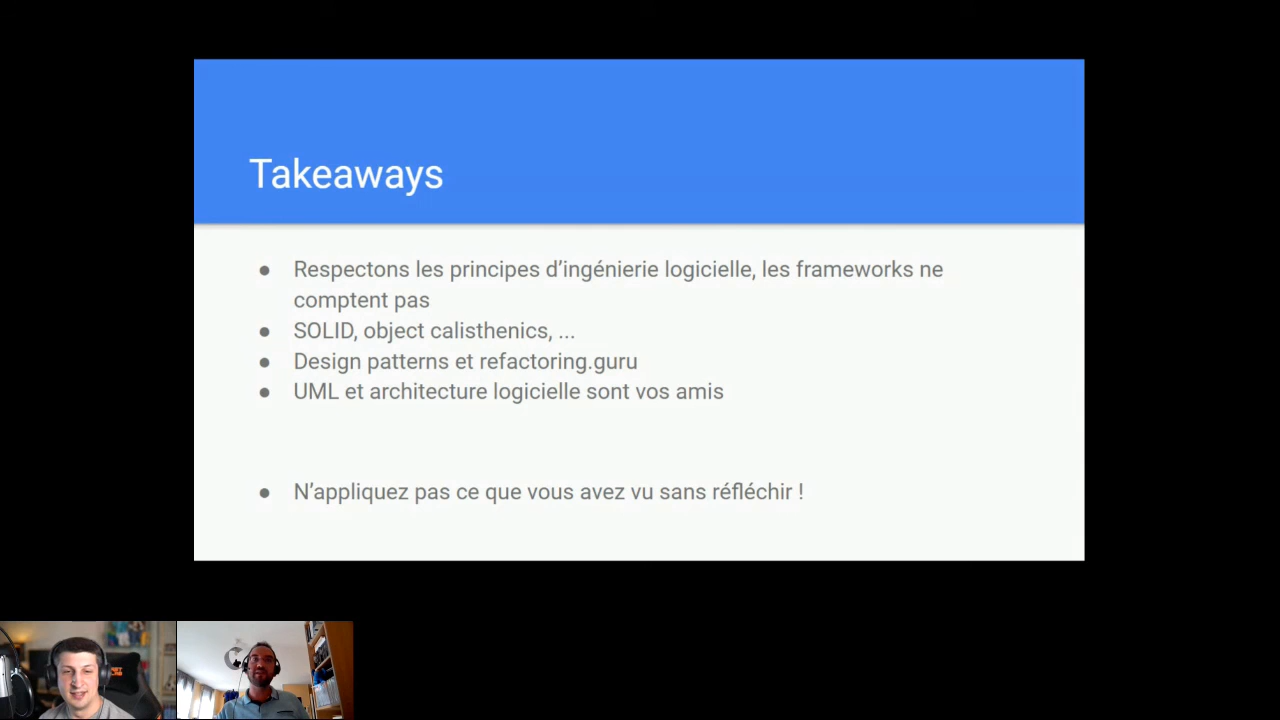 Takeaways
● Respectons les principes d’ingénierie logicielle, les frameworks ne
comptent pas
● SOLID, object calisthenics, ...
● Design patterns et refactoring.guru
● UML et architecture logicielle sont vos amis
● N’appliquez pas ce que vous avez vu sans réfléchir !